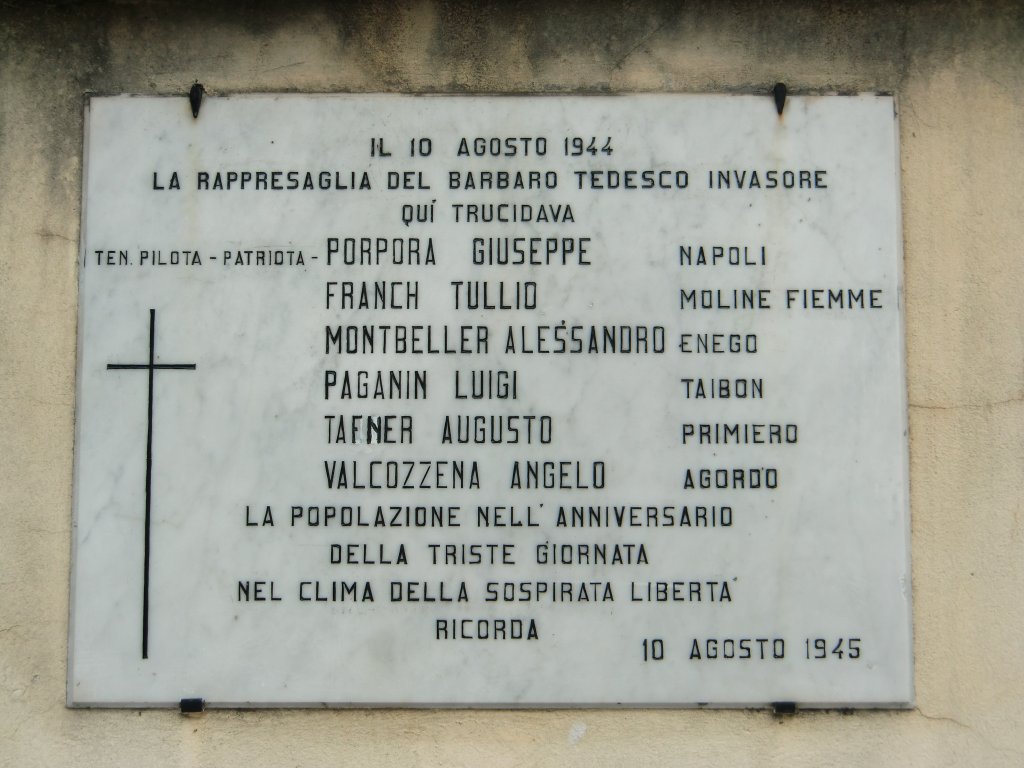 IL 10 AGOSTO 1944
LA RAPPRESAGLIA DEL BARBARO TEDESCO INVASORE
QUÍ TRUCIDAVA
TEN. PILOTA - PATRIOTA - PORPORA GIUSEPPE NAPOLI
FRANCH TULLIO MOLINE FIEMME
MONTBELLER ALESSANDRO ENEGO
PAGANIN LUIGI TAIBON
TAFNER AUGUSTO PRIMIERO
VALCOZZENA ANGELO AGORDO
LA POPOLAZIONE NELL' ANNIVERSARIO
DELLA TRISTE GIORNATA
NEL CLIMA DELLA SOSPIRATA LIBERTA'
RICORDA
10 AGOSTO 1945